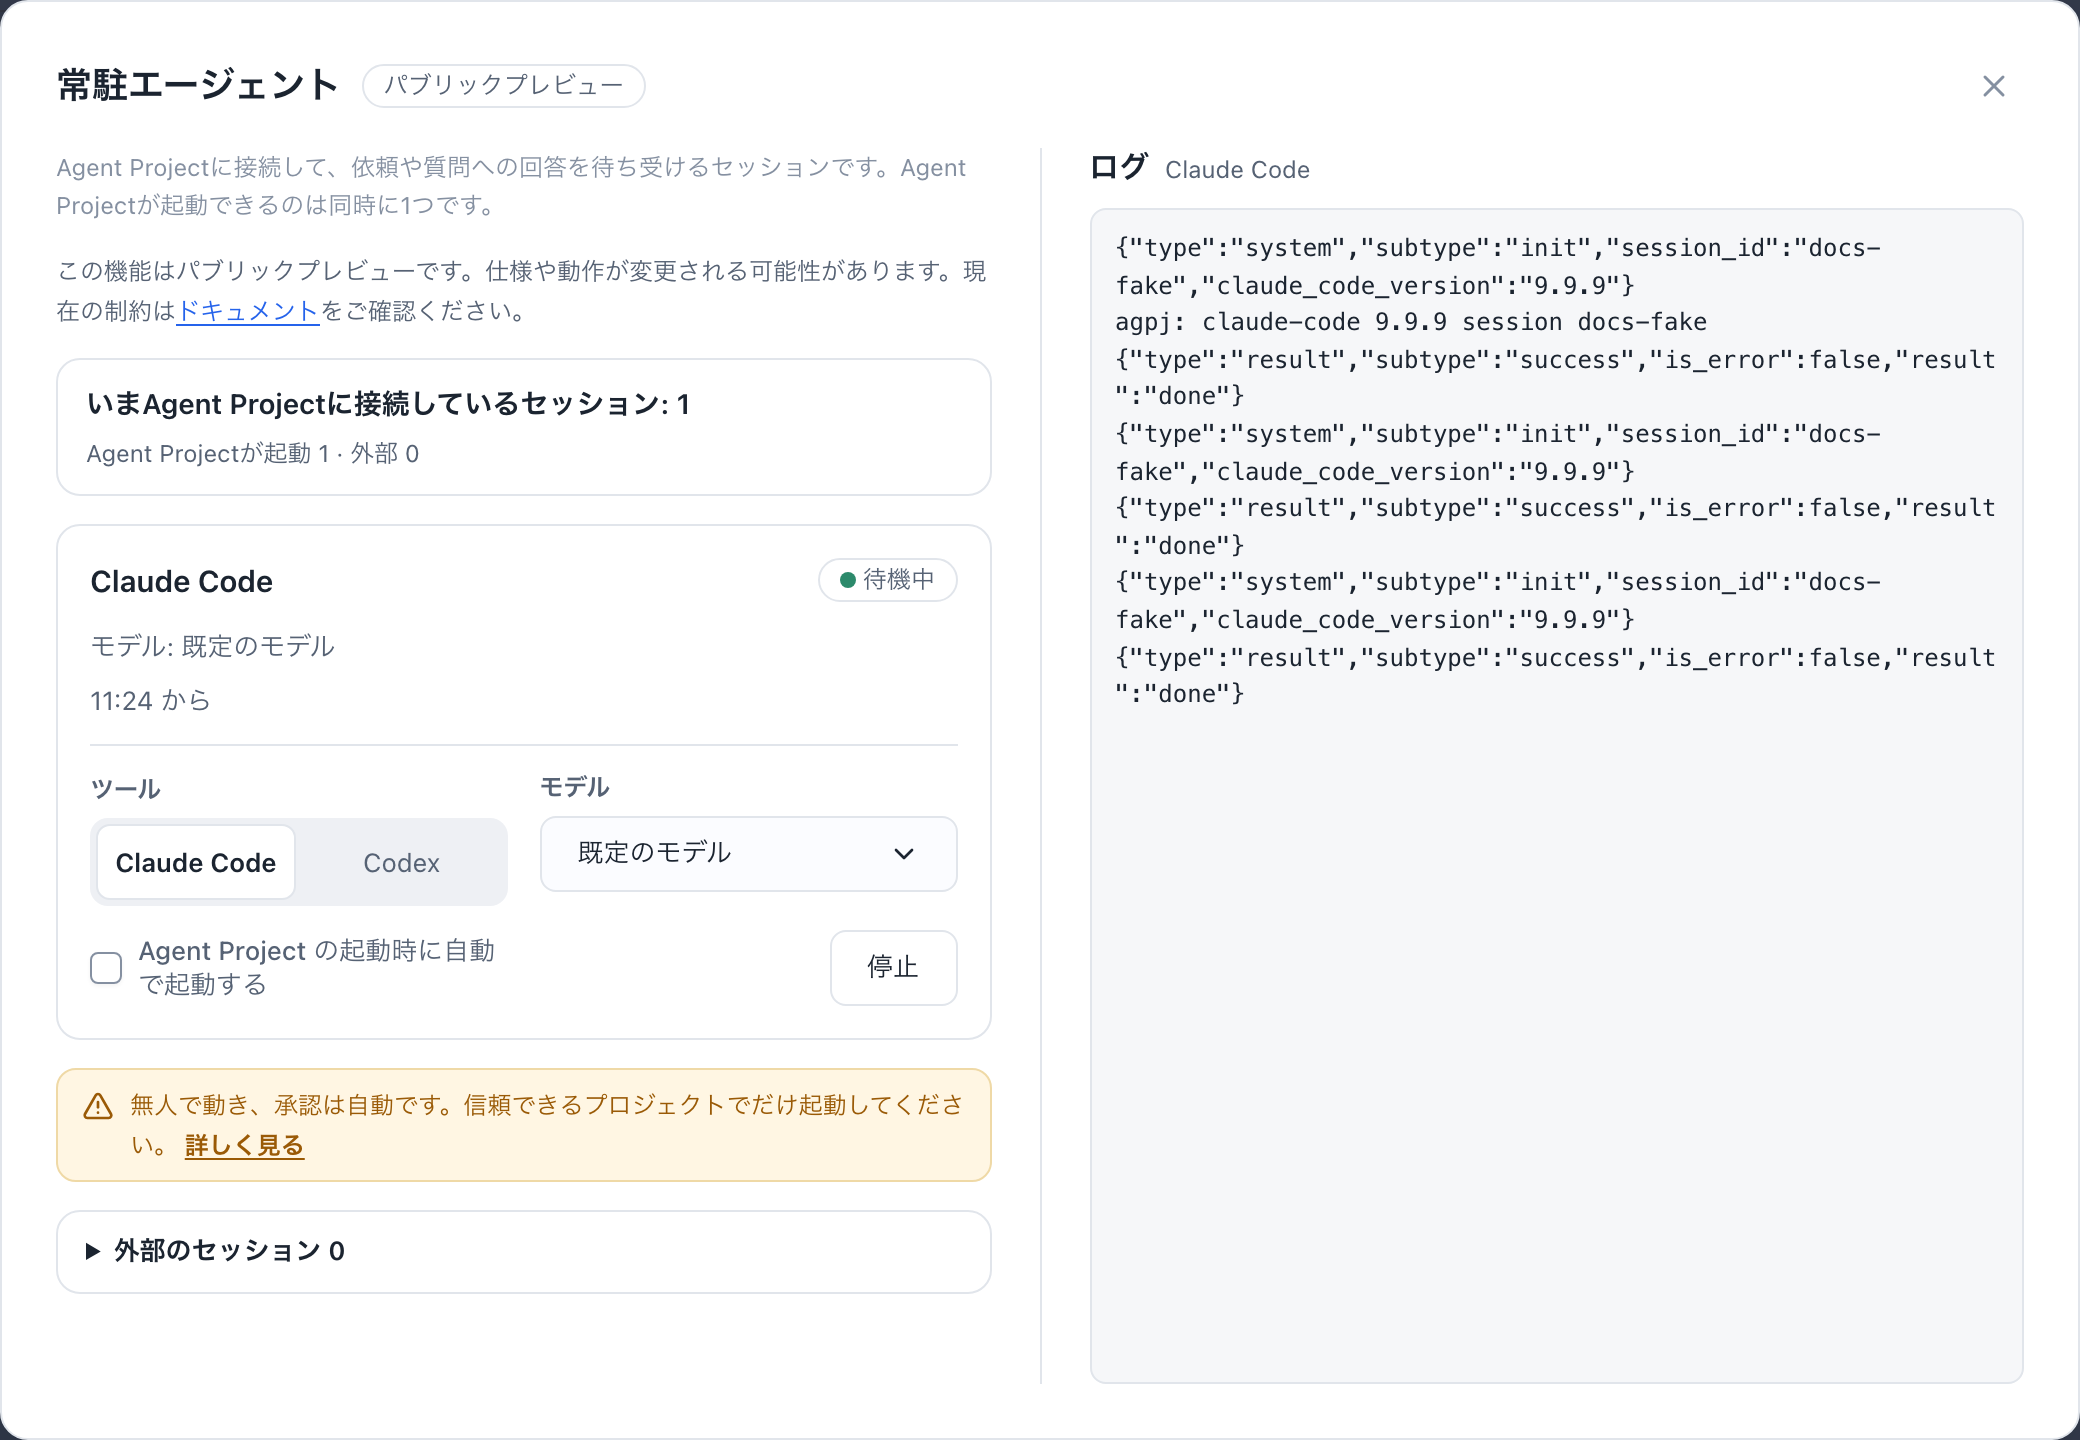 常駐エージェント パブリックプレビュー
Agent Projectに接続して、依頼や質問への回答を待ち受けるセッションです。Agent
Projectが起動できるのは同時に1つです。
この機能はパブリックプレビューです。仕様や動作が変更される可能性があります。現
在の制約はドキュメントをご確認ください。
いまAgent Projectに接続しているセッション: 1
Agent Projectが起動 1 · 外部 0
Claude Code 待機中
モデル: 既定のモデル
11:24 から
ツール モデル
Claude Code Codex 既定のモデル
Agent Project の起動時に自動
で起動する
停止
無人で動き、承認は自動です。信頼できるプロジェクトでだけ起動してくださ
い。 詳しく見る
外部のセッション 0
ログ Claude Code
{"type":"system","subtype":"init","session_id":"docs-
fake","claude_code_version":"9.9.9"}
agpj: claude-code 9.9.9 session docs-fake
{"type":"result","subtype":"success","is_error":false,"result
":"done"}
{"type":"system","subtype":"init","session_id":"docs-
fake","claude_code_version":"9.9.9"}
{"type":"result","subtype":"success","is_error":false,"result
":"done"}
{"type":"system","subtype":"init","session_id":"docs-
fake","claude_code_version":"9.9.9"}
{"type":"result","subtype":"success","is_error":false,"result
":"done"}